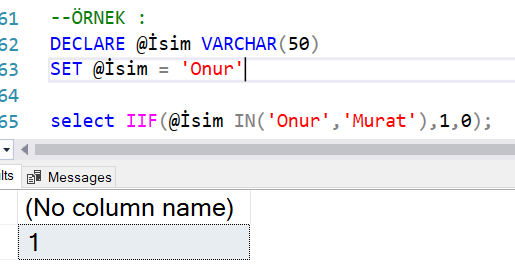 61 --ÖRNEK :
62 DECLARE @İsim VARCHAR(50)
63 SET @İsim = 'Onur'
64
65 select IIF(@İsim IN('Onur','Murat'),1,0);
lts Messages
(No column name)
1